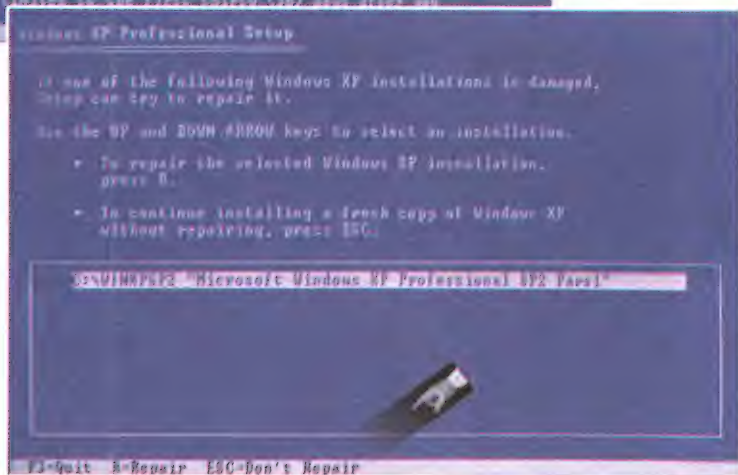 Windows XP Professional Setup
If one of the following Windows XP installations is damaged,
Setup can try to repair it.
Use the UP and DOWN ARROW keys to select an installation.
• To repair the selected Windows XP installation,
press R.
• To continue installing a fresh copy of Windows XP
without repairing, press ESC.
"Microsoft Windows XP Professional SP2
F3=Quit R=Repair ESC=Don't Repair